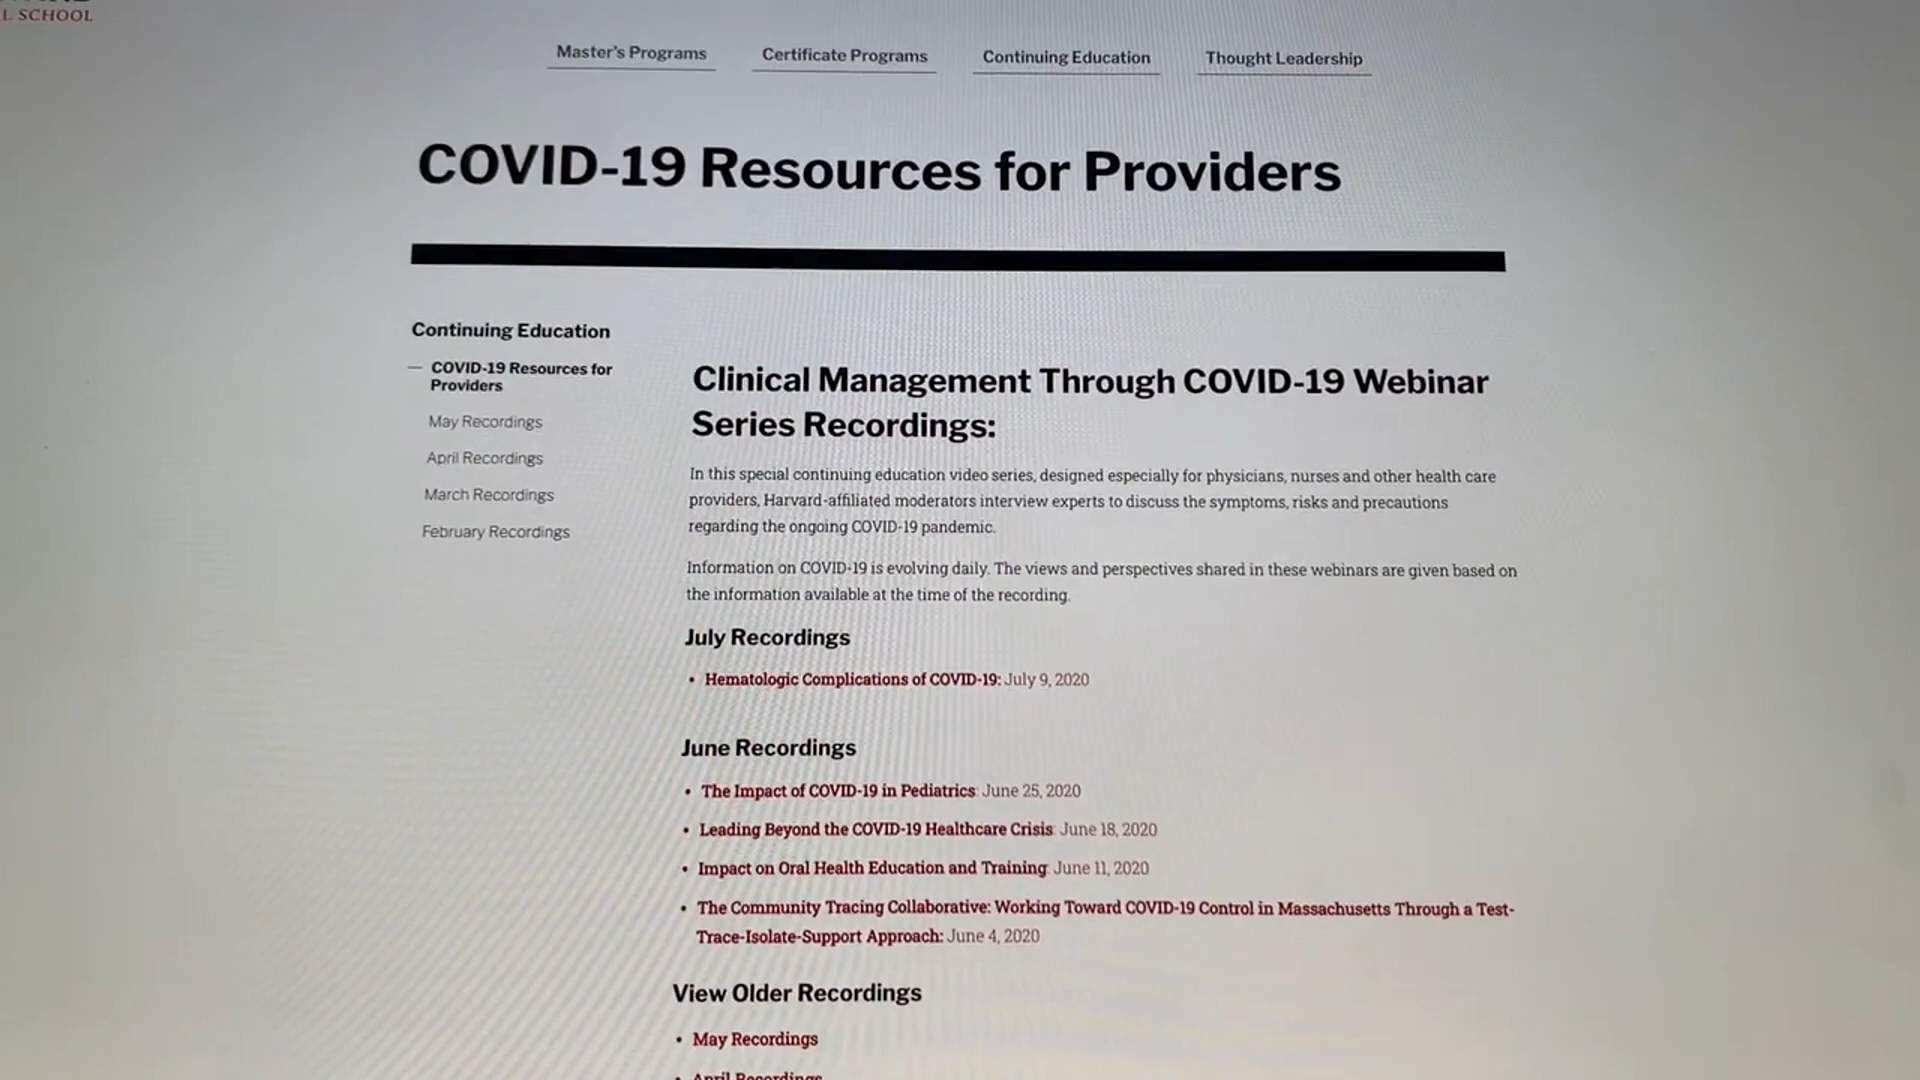 L SCHOOL
Master's Programs
Certificate Programs
Continuing Education
Thought Leadership
COVID-19 Resources for Providers
Continuing Education
— COVID-19 Resources for
Providers
May Recordings
April Recordings
March Recordings
February Recordings
Clinical Management Through COVID-19 Webinar
Series Recordings:
In this special continuing education video series, designed especially for physicians, nurses and other health care
providers, Harvard-affiliated moderators interview experts to discuss the symptoms, risks and precautions
regarding the ongoing COVID-19 pandemic.
Information on COVID-19 is evolving daily. The views and perspectives shared in these webinars are given based on
the information available at the time of the recording.
July Recordings
• Hematologic Complications of COVID-19: July 9, 2020
June Recordings
• The Impact of COVID-19 in Pediatrics: June 25, 2020
• Leading Beyond the COVID-19 Healthcare Crisis: June 18, 2020
• Impact on Oral Health Education and Training: June 11, 2020
• The Community Tracing Collaborative: Working Toward COVID-19 Control in Massachusetts Through a Test-
Trace-Isolate-Support Approach: June 4, 2020
View Older Recordings
• May Recordings
• April Recordings